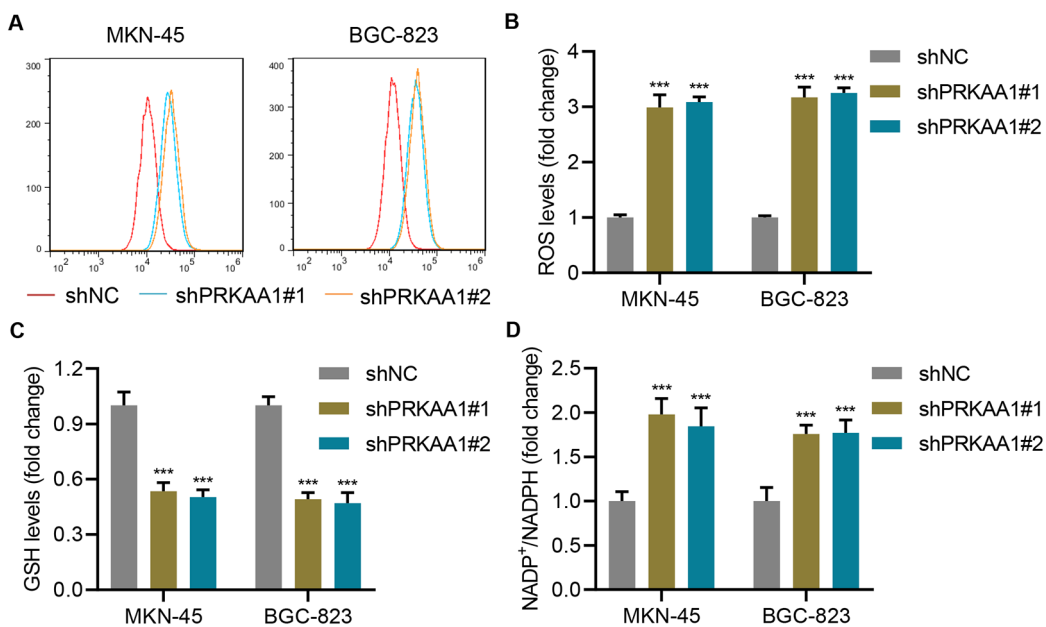 A
MKN-45
BGC-823
300
200
100
0
10^2
10^3
10^4
10^5
10^6
400
300
200
100
0
10^2
10^3
10^4
10^5
10^6
shNC
shPRKAA1#1
shPRKAA1#2
B
ROS levels (fold change)
4
3
2
1
0
***
***
***
***
MKN-45
BGC-823
shNC
shPRKAA1#1
shPRKAA1#2
C
GSH levels (fold change)
1.2
0.9
0.6
0.3
0.0
***
***
***
***
MKN-45
BGC-823
shNC
shPRKAA1#1
shPRKAA1#2
D
NADP⁺/NADPH (fold change)
2.5
2.0
1.5
1.0
0.5
0.0
***
***
***
***
MKN-45
BGC-823
shNC
shPRKAA1#1
shPRKAA1#2